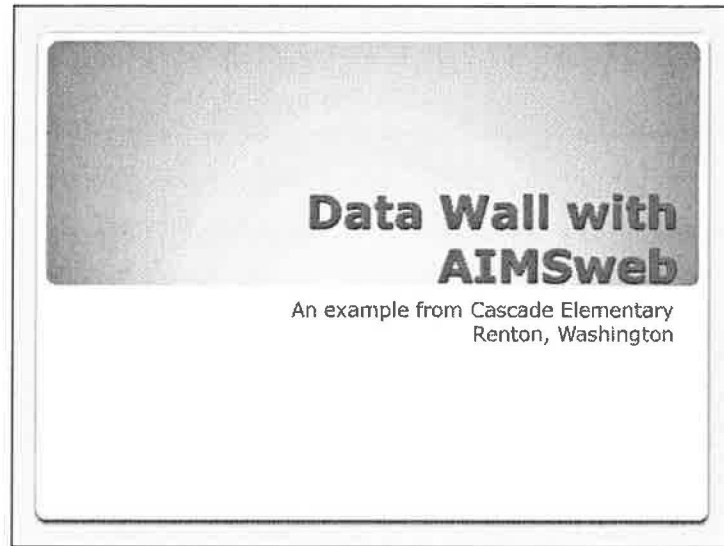 Data Wall with
AIMSweb
An example from Cascade Elementary
Renton, Washington